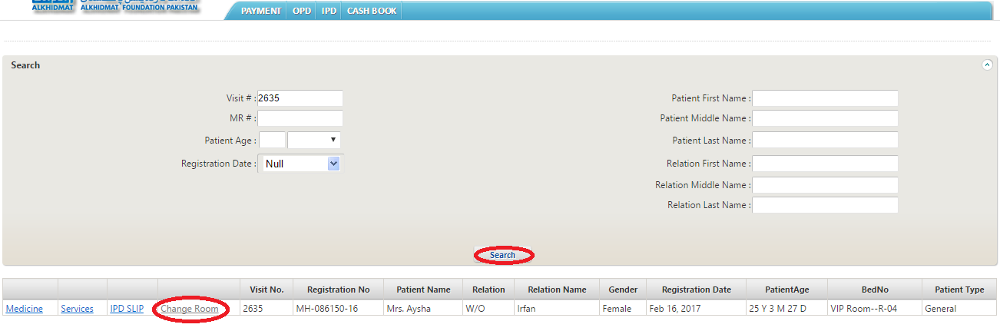 ALKHIDMAT ALKHIDMAT FOUNDATION PAKISTAN
PAYMENT OPD IPD CASH BOOK
Search
Visit # : 2635
Patient First Name :
MR # :
Patient Middle Name :
Patient Age :
Patient Last Name :
Registration Date : Null
Relation First Name :
Relation Middle Name :
Relation Last Name :
Search
Visit No. Registration No Patient Name Relation Relation Name Gender Registration Date PatientAge BedNo Patient Type
Medicine Services IPD SLIP Change Room 2635 MH-086150-16 Mrs. Aysha W/O Irfan Female Feb 16, 2017 25 Y 3 M 27 D VIP Room--R-04 General